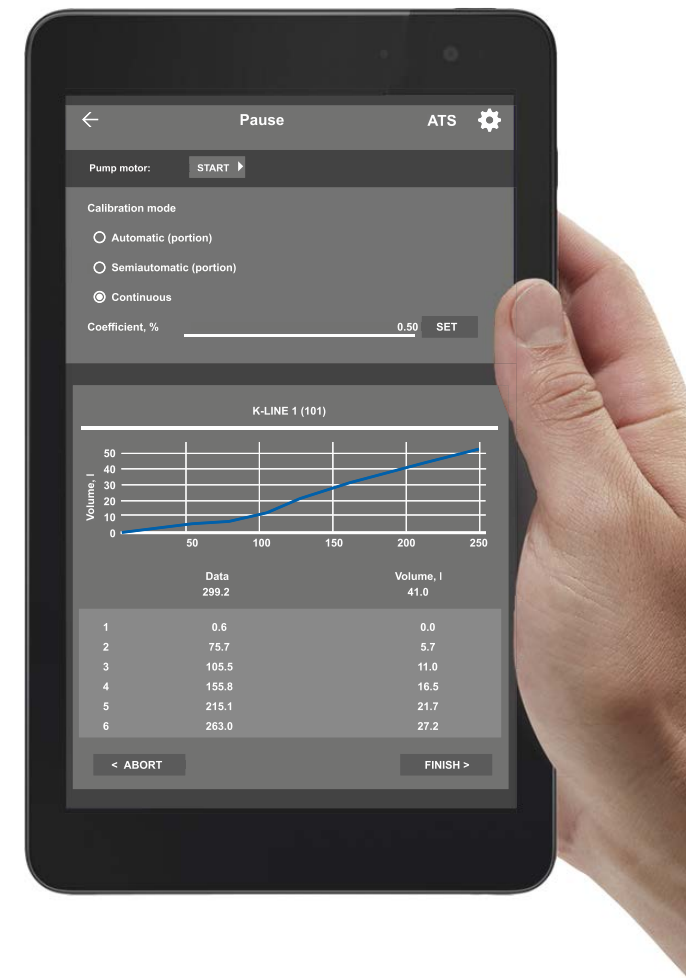 Pause ATS
Pump motor: START
Calibration mode
Automatic (portion)
Semiautomatic (portion)
Continuous
Coefficient, % 0.50 SET
K-LINE 1 (101)
Volume, l
50
40
30
20
10
0
50 100 150 200 250
Data Volume, l
299.2 41.0
1 0.6 0.0
2 75.7 5.7
3 105.5 11.0
4 155.8 16.5
5 215.1 21.7
6 263.0 27.2
< ABORT FINISH >